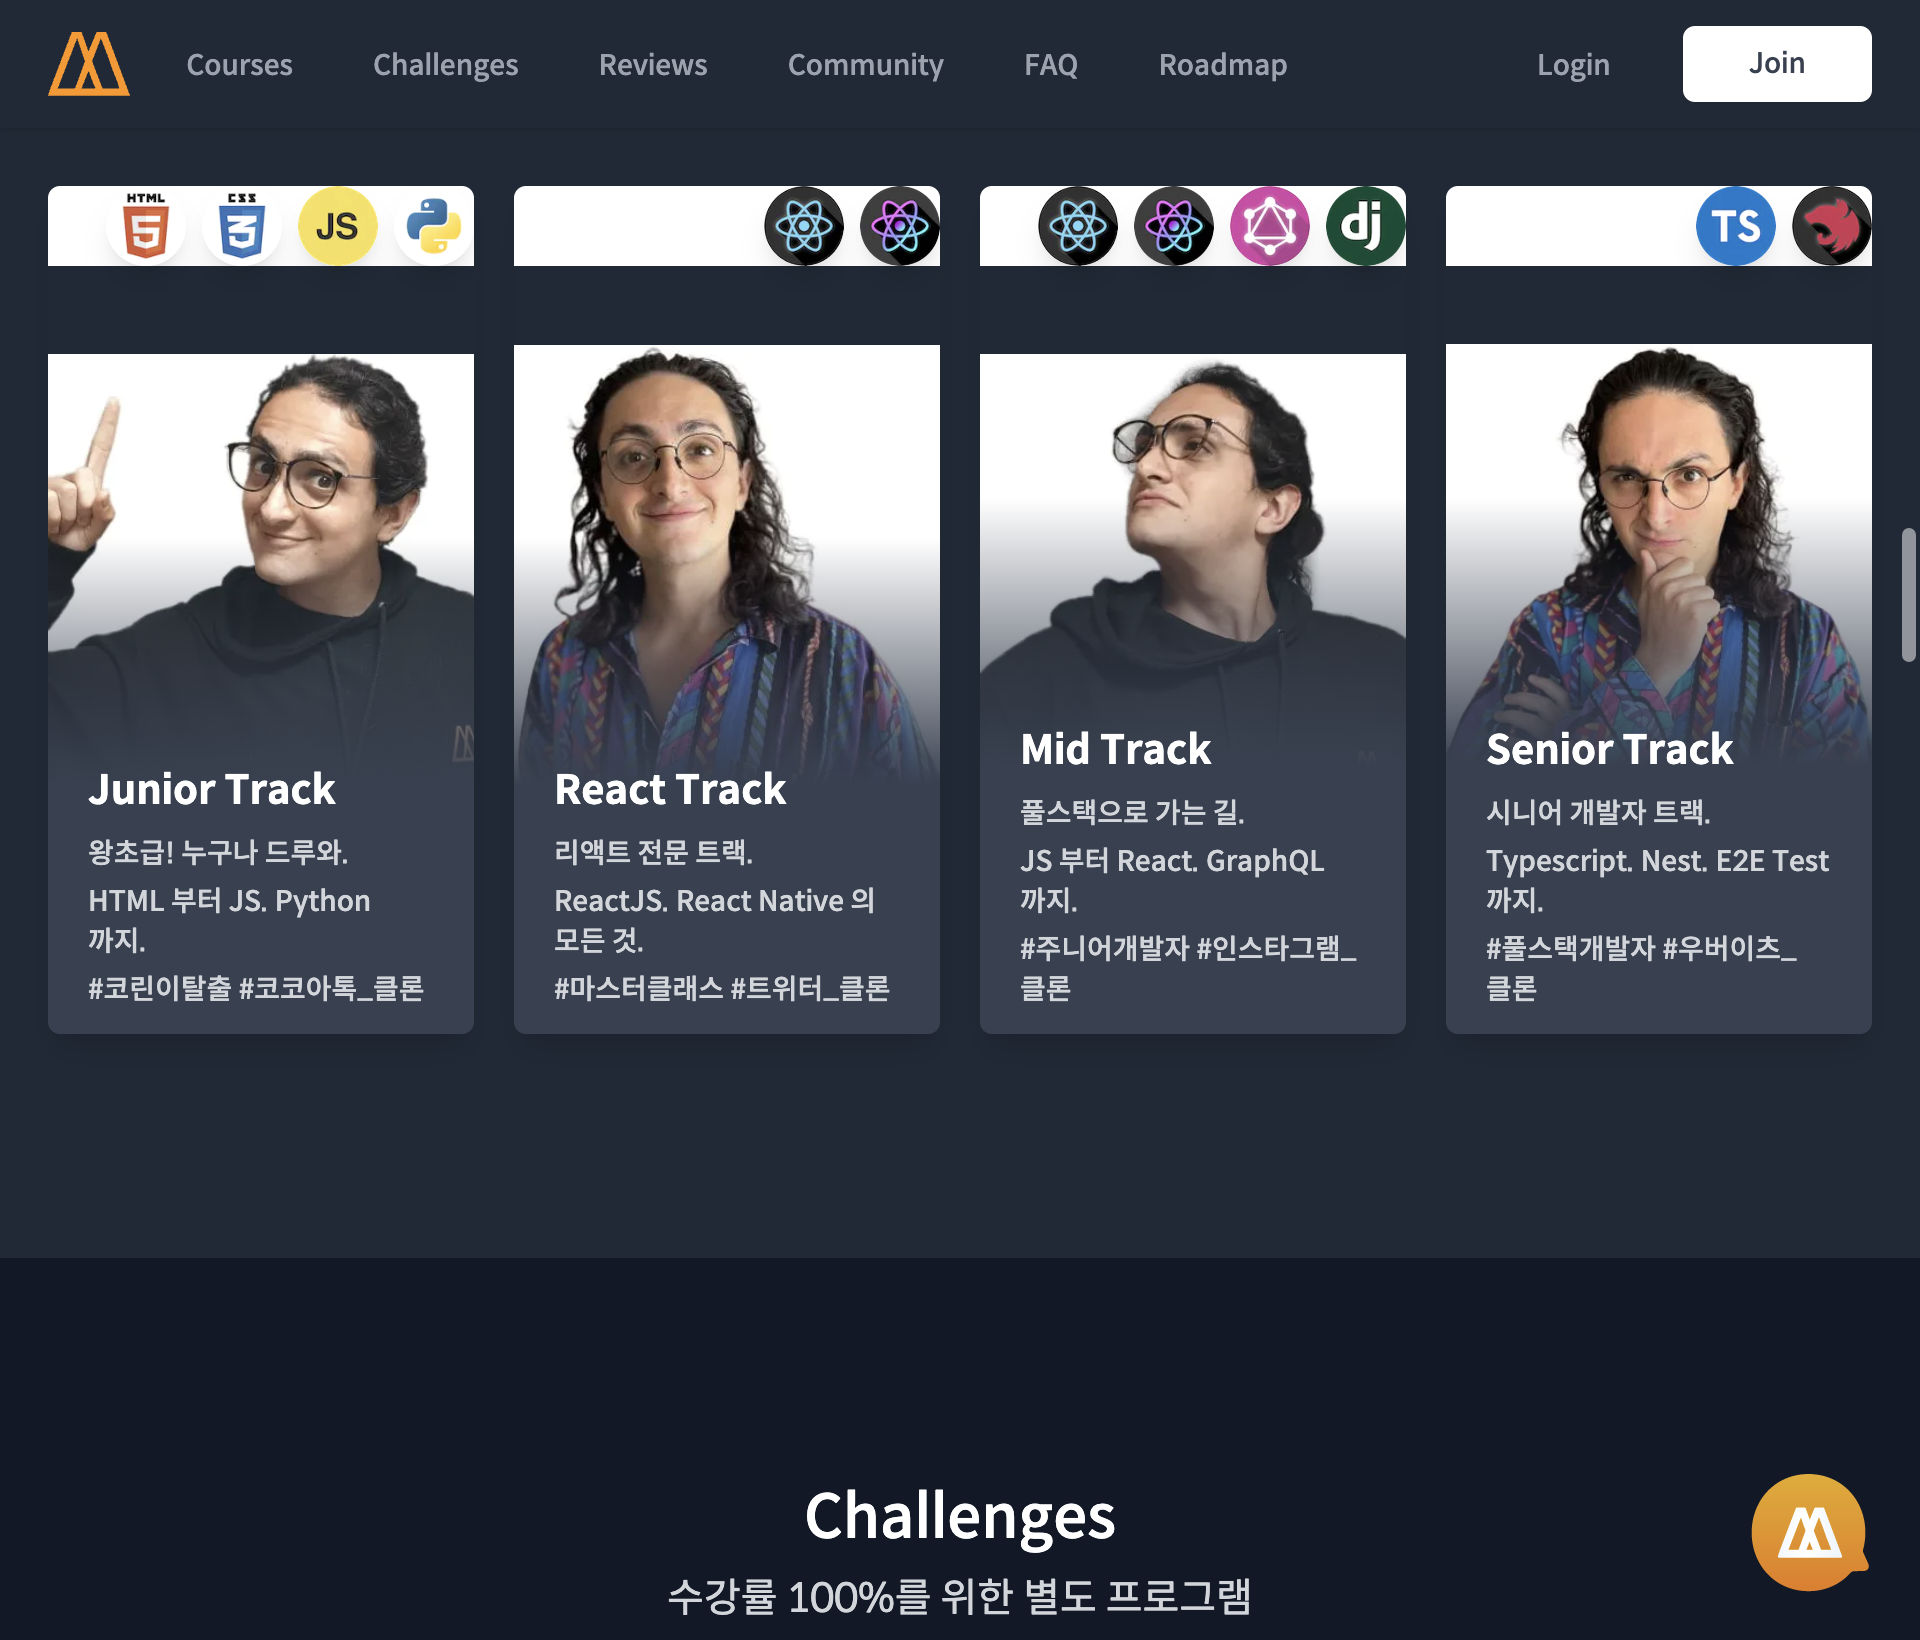 Courses
Challenges
Reviews
Community
FAQ
Roadmap
Login
Join
HTML
5
CSS
3
JS
dj
TS
Junior Track
왕초급! 누구나 드루와.
HTML 부터 JS. Python
까지.
#코린이탈출 #코코아톡_클론
React Track
리액트 전문 트랙.
ReactJS. React Native 의
모든 것.
#마스터클래스 #트위터_클론
Mid Track
풀스택으로 가는 길.
JS 부터 React. GraphQL
까지.
#주니어개발자 #인스타그램_
클론
Senior Track
시니어 개발자 트랙.
Typescript. Nest. E2E Test
까지.
#풀스택개발자 #우버이츠_
클론
Challenges
수강률 100%를 위한 별도 프로그램